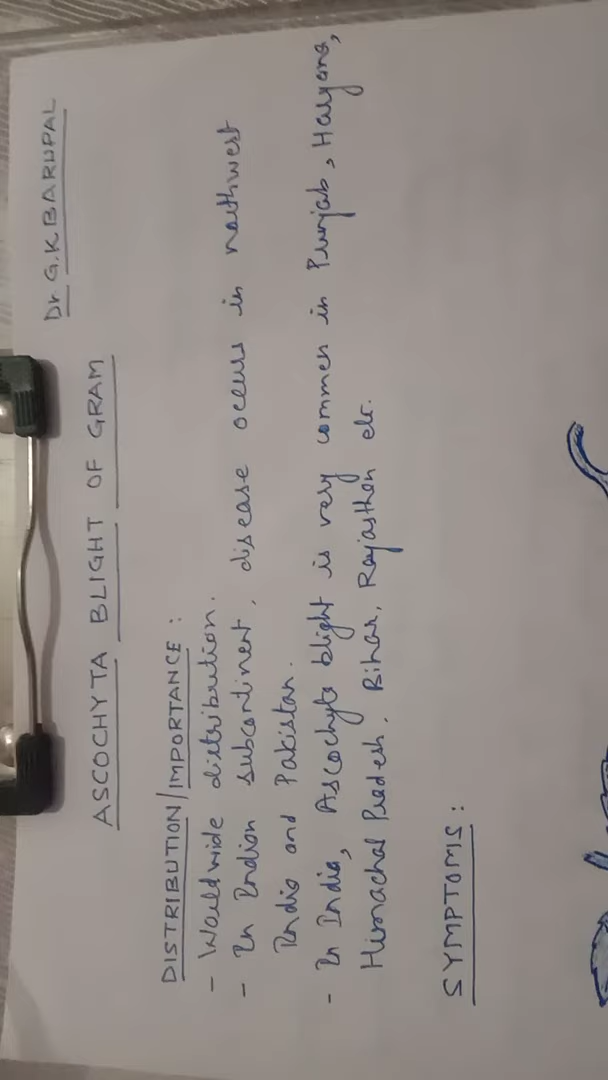 Dr. G.K BARUPAL
ASCOCHYTA BLIGHT OF GRAM
DISTRIBUTION/IMPORTANCE:
- Worldwide distribution.
- In Indian subcontinent, disease occurs in northwest
India and Pakistan.
- In India, Ascochyta blight is very common in Punjab, Haryana,
Himachal Pradesh, Bihar, Rajasthan etc.
SYMPTOMS: